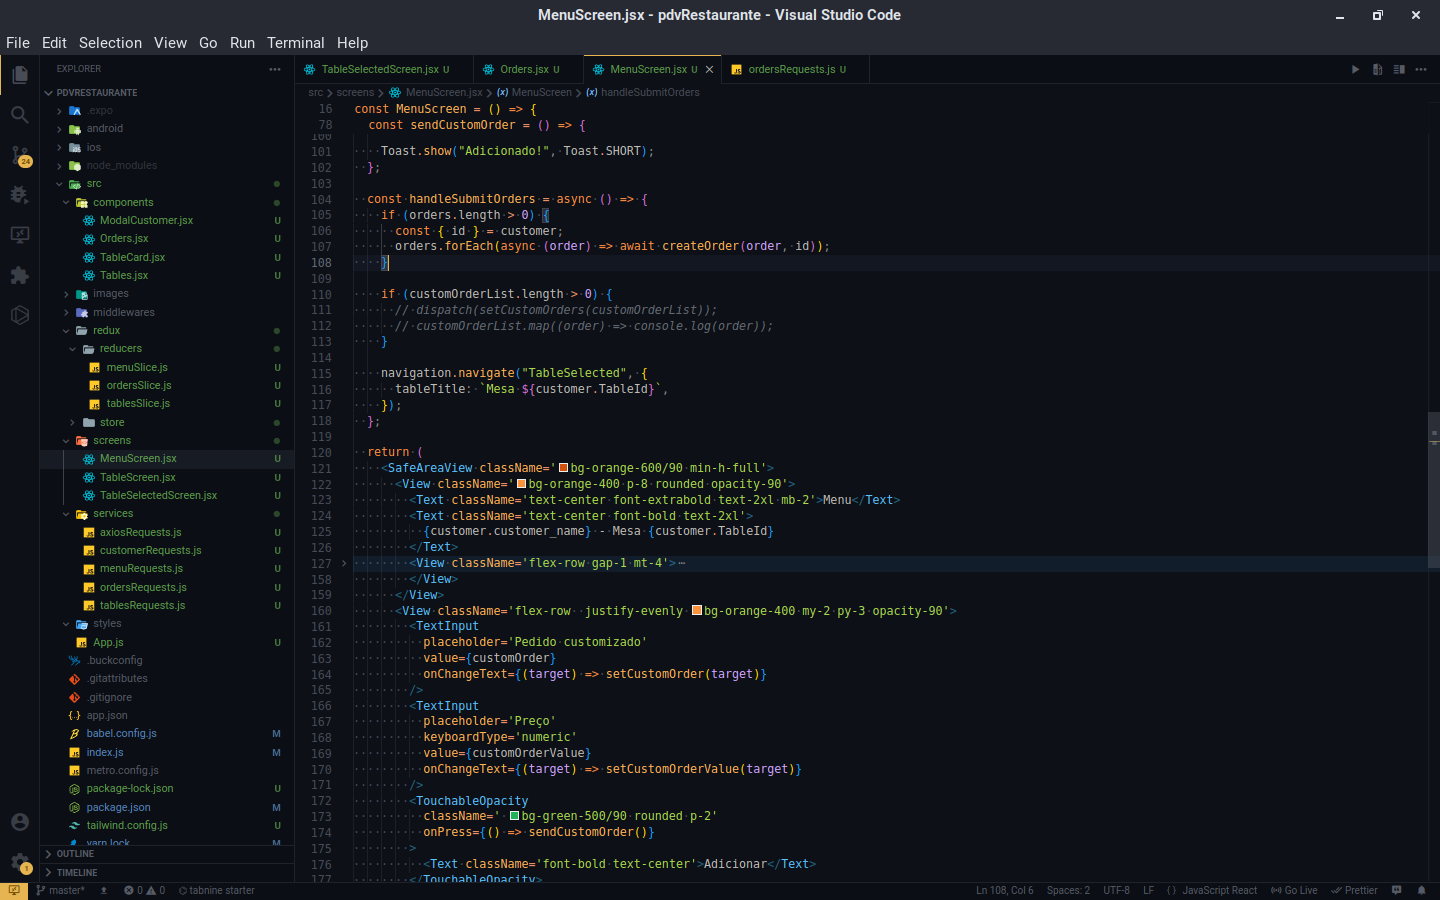 MenuScreen.jsx - pdvRestaurante - Visual Studio Code
File Edit Selection View Go Run Terminal Help
EXPLORER
PDVRESTAURANTE
.expo
android
ios
node_modules
src
components
ModalCustomer.jsx U
Orders.jsx U
TableCard.jsx U
Tables.jsx U
images
middlewares
redux
reducers
menuSlice.js U
ordersSlice.js U
tablesSlice.js U
store
screens
MenuScreen.jsx U
TableScreen.jsx U
TableSelectedScreen.jsx U
services
axiosRequests.js U
customerRequests.js U
menuRequests.js U
ordersRequests.js U
tablesRequests.js U
styles
App.js U
.buckconfig
.gitattributes
.gitignore
app.json
babel.config.js M
index.js M
metro.config.js
package-lock.json U
package.json M
tailwind.config.js U
yarn.lock M
OUTLINE
TIMELINE
24
1
TableSelectedScreen.jsx U Orders.jsx U MenuScreen.jsx U ordersRequests.js U
src > screens > MenuScreen.jsx > MenuScreen > handleSubmitOrders
16 const MenuScreen = () => {
78 const sendCustomOrder = () => {
100
101 Toast.show("Adicionado!", Toast.SHORT);
102 };
103
104 const handleSubmitOrders = async () => {
105 if (orders.length > 0) {
106 const { id } = customer;
107 orders.forEach(async (order) => await createOrder(order, id));
108 }
109
110 if (customOrderList.length > 0) {
111 // dispatch(setCustomOrders(customOrderList));
112 // customOrderList.map((order) => console.log(order));
113 }
114
115 navigation.navigate("TableSelected", {
116 tableTitle: `Mesa ${customer.TableId}`,
117 });
118 };
119
120 return (
121 <SafeAreaView className='bg-orange-600/90 min-h-full'>
122 <View className='bg-orange-400 p-8 rounded opacity-90'>
123 <Text className='text-center font-extrabold text-2xl mb-2'>Menu</Text>
124 <Text className='text-center font-bold text-2xl'>
125 {customer.customer_name} - Mesa {customer.TableId}
126 </Text>
127 <View className='flex-row gap-1 mt-4'>⋯
158 </View>
159 </View>
160 <View className='flex-row  justify-evenly bg-orange-400 my-2 py-3 opacity-90'>
161 <TextInput
162 placeholder='Pedido customizado'
163 value={customOrder}
164 onChangeText={(target) => setCustomOrder(target)}
165 />
166 <TextInput
167 placeholder='Preço'
168 keyboardType='numeric'
169 value={customOrderValue}
170 onChangeText={(target) => setCustomOrderValue(target)}
171 />
172 <TouchableOpacity
173 className=' bg-green-500/90 rounded p-2'
174 onPress={() => sendCustomOrder()}
175 >
176 <Text className='font-bold text-center'>Adicionar</Text>
177 </TouchableOpacity>
master* 0 0 tabnine starter Ln 108, Col 6 Spaces: 2 UTF-8 LF {} JavaScript React Go Live Prettier